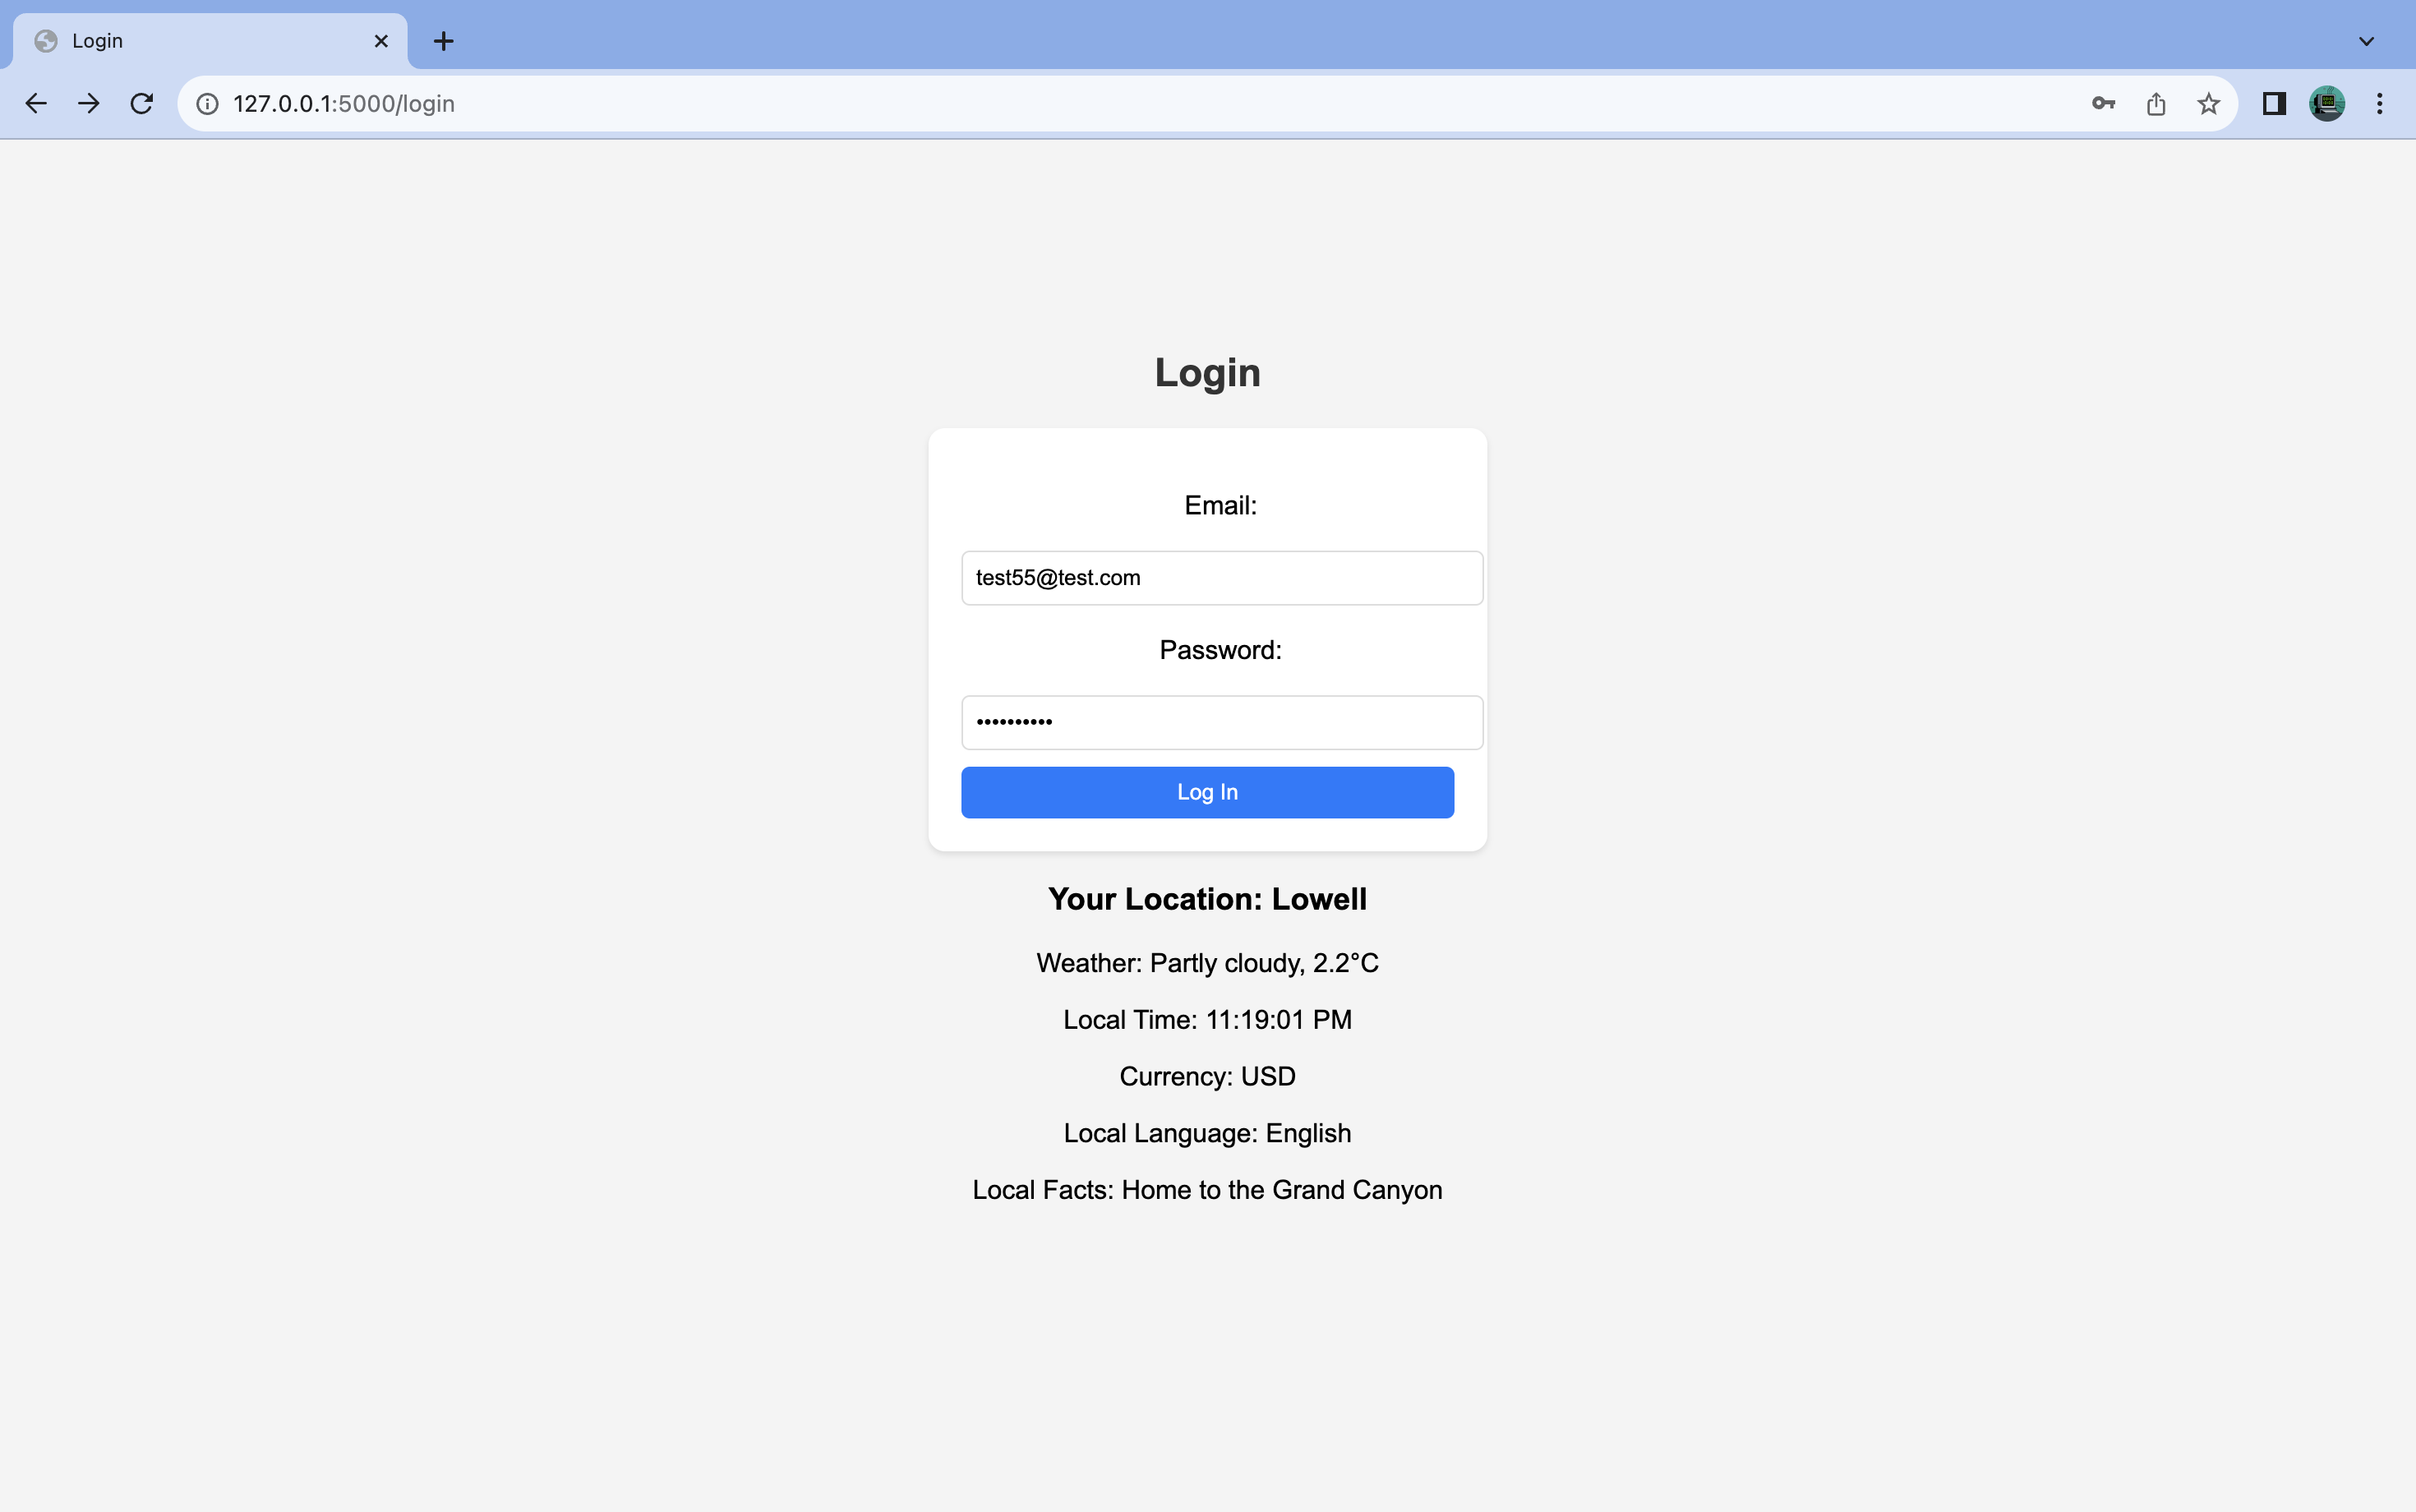 Login
127.0.0.1:5000/login
Login
Email:
test55@test.com
Password:
••••••••••
Log In
Your Location: Lowell
Weather: Partly cloudy, 2.2°C
Local Time: 11:19:01 PM
Currency: USD
Local Language: English
Local Facts: Home to the Grand Canyon